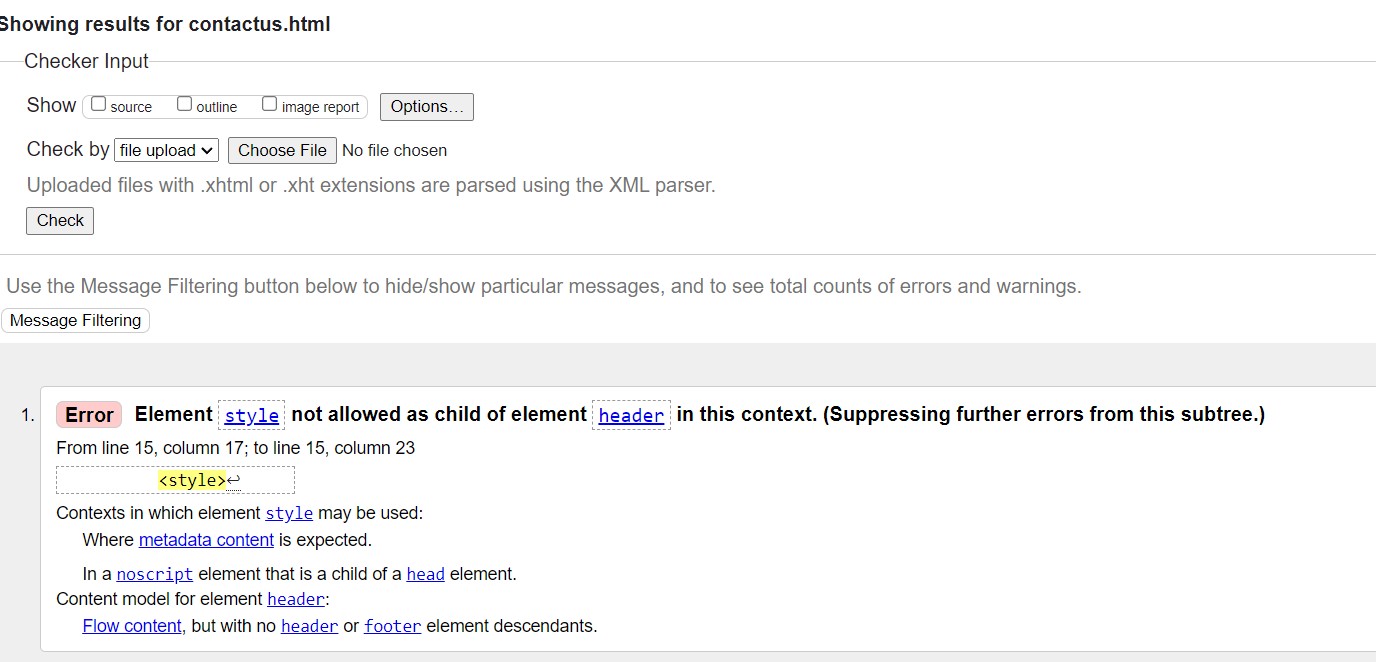 Showing results for contactus.html
Checker Input
Show source outline image report Options...
Check by file upload Choose File No file chosen
Uploaded files with .xhtml or .xht extensions are parsed using the XML parser.
Check
Use the Message Filtering button below to hide/show particular messages, and to see total counts of errors and warnings.
Message Filtering
1. Error Element style not allowed as child of element header in this context. (Suppressing further errors from this subtree.)
From line 15, column 17; to line 15, column 23
<style>↩
Contexts in which element style may be used:
Where metadata content is expected.
In a noscript element that is a child of a head element.
Content model for element header:
Flow content, but with no header or footer element descendants.